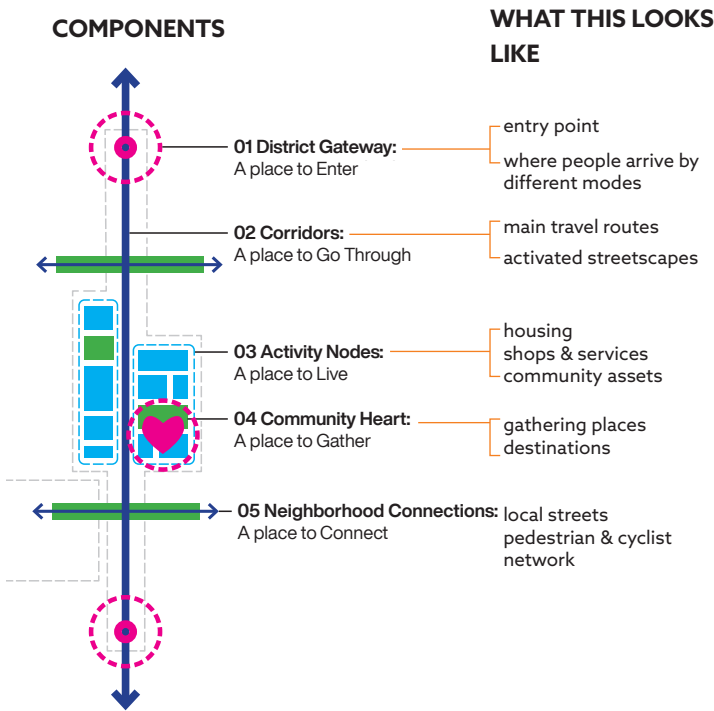 COMPONENTS
WHAT THIS LOOKS
LIKE
01 District Gateway:
A place to Enter
entry point
where people arrive by
different modes
02 Corridors:
A place to Go Through
main travel routes
activated streetscapes
03 Activity Nodes:
A place to Live
housing
shops & services
community assets
04 Community Heart:
A place to Gather
gathering places
destinations
05 Neighborhood Connections:
A place to Connect
local streets
pedestrian & cyclist
network